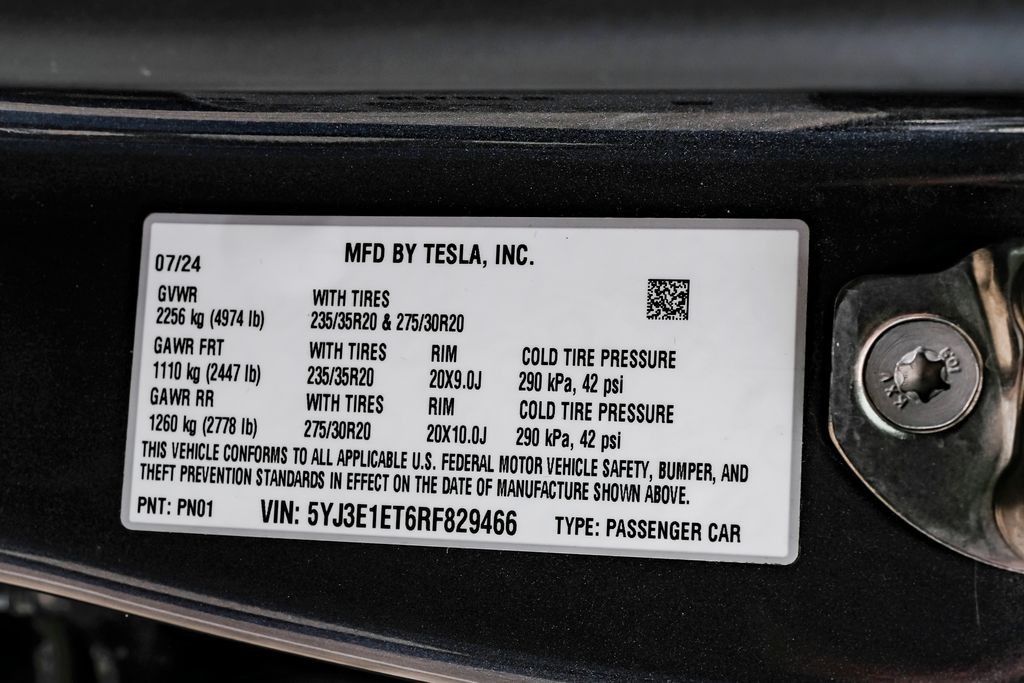 MFD BY TESLA, INC.
07/24
GVWR WITH TIRES
2256 kg (4974 lb) 235/35R20 & 275/30R20
GAWR FRT WITH TIRES RIM COLD TIRE PRESSURE
1110 kg (2447 lb) 235/35R20 20X9.0J 290 kPa, 42 psi
GAWR RR WITH TIRES RIM COLD TIRE PRESSURE
1260 kg (2778 lb) 275/30R20 20X10.0J 290 kPa, 42 psi
THIS VEHICLE CONFORMS TO ALL APPLICABLE U.S. FEDERAL MOTOR VEHICLE SAFETY, BUMPER, AND
THEFT PREVENTION STANDARDS IN EFFECT ON THE DATE OF MANUFACTURE SHOWN ABOVE.
PNT: PN01 VIN: 5YJ3E1ET6RF829466 TYPE: PASSENGER CAR
KX